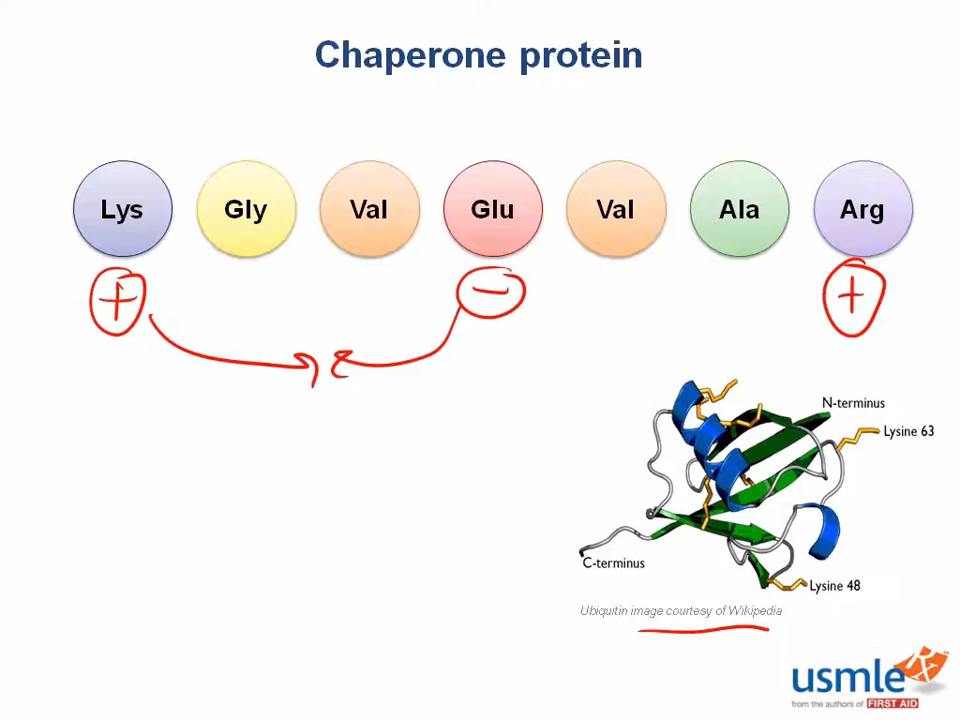 Chaperone protein
Lys Gly Val Glu Val Ala Arg
+ − +
N-terminus
Lysine 63
C-terminus
Lysine 48
Ubiquitin image courtesy of Wikipedia
usmle Rx
from the authors of FIRST AID